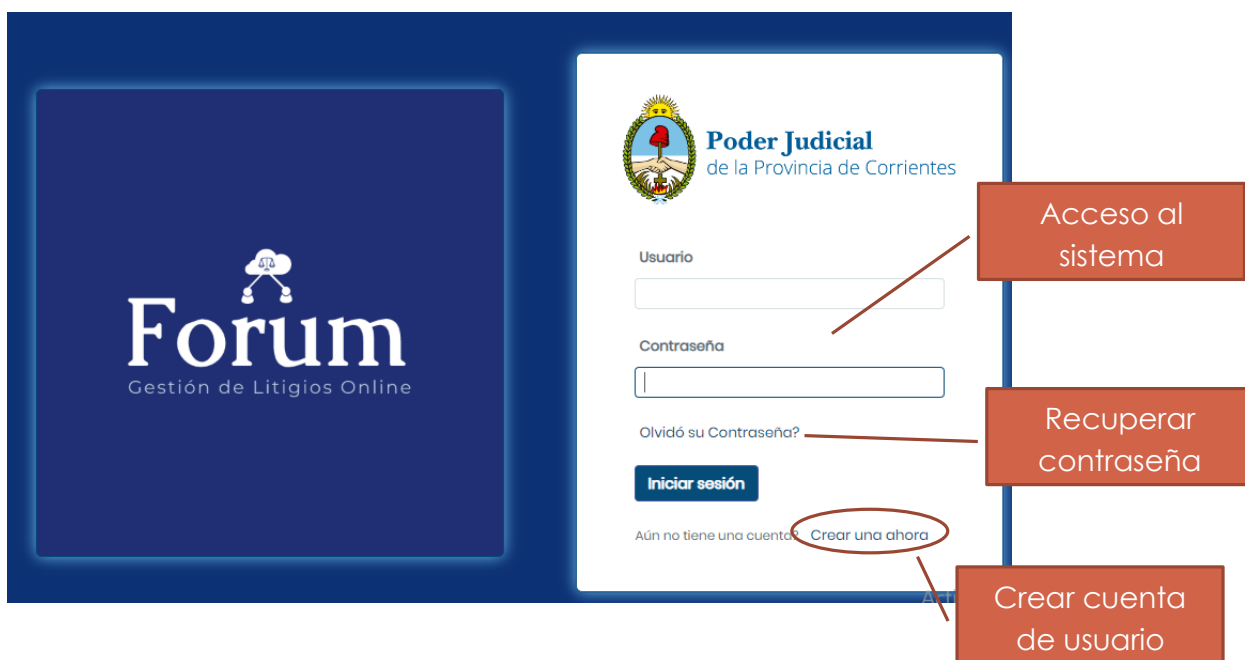 Forum
Gestión de Litigios Online
Poder Judicial
de la Provincia de Corrientes
Usuario
Contraseña
Olvidó su Contraseña?
Iniciar sesión
Aún no tiene una cuenta? Crear una ahora
Acceso al
sistema
Recuperar
contraseña
Crear cuenta
de usuario